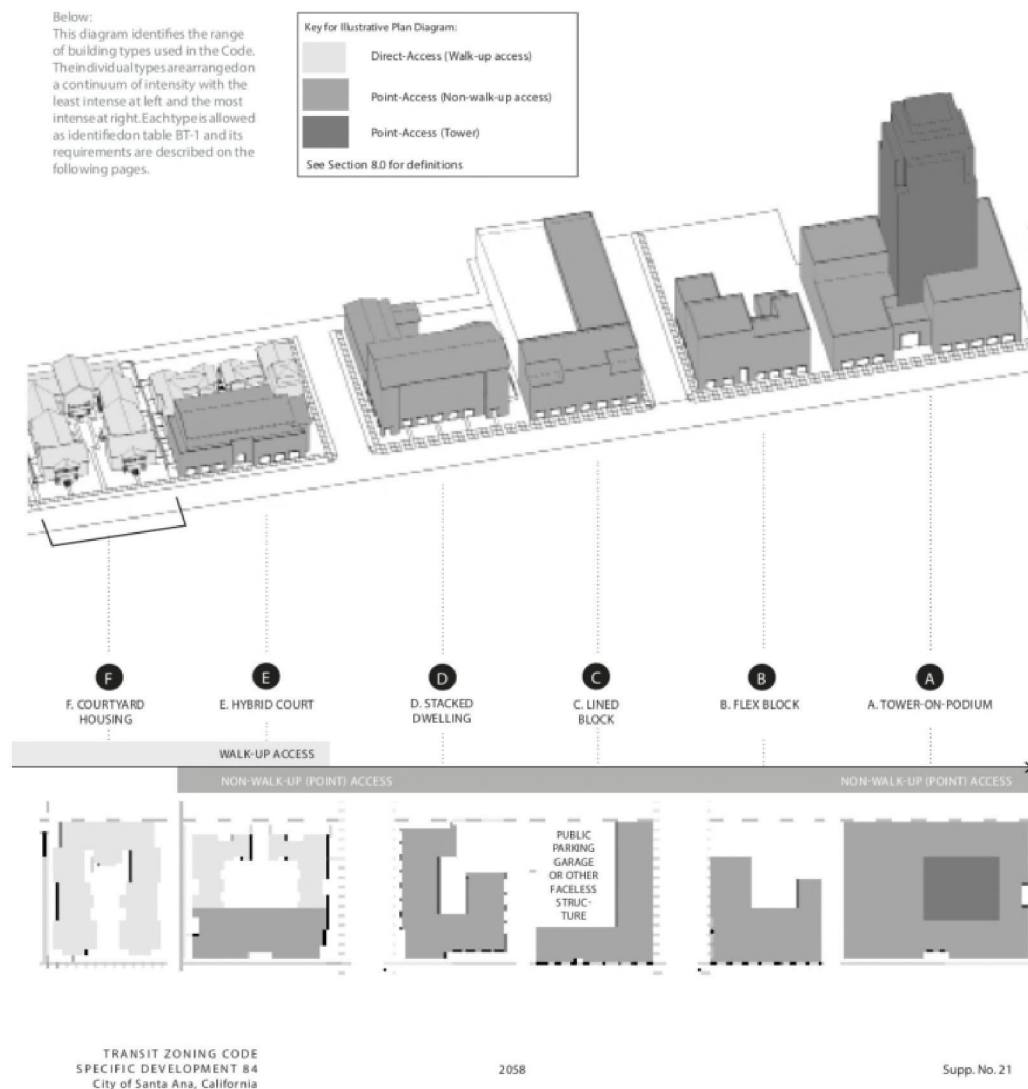 Below:
This diagram identifies the range
of building types used in the Code.
Theindividualtypesarearrangedon
a continuum of intensity with the
least intense at left and the most
intense at right. Eachtypeisallowed
as identifiedon table BT-1 and its
requirements are described on the
following pages.
Key for Illustrative Plan Diagram:
Direct-Access (Walk-up access)
Point-Access (Non-walk-up access)
Point-Access (Tower)
See Section 8.0 for definitions
F E D C B A
F. COURTYARD HOUSING
E. HYBRID COURT
D. STACKED DWELLING
C. LINED BLOCK
B. FLEX BLOCK
A. TOWER-ON-PODIUM
WALK-UP ACCESS
NON-WALK-UP (POINT) ACCESS NON-WALK-UP (POINT) ACCESS
PUBLIC
PARKING
GARAGE
OR OTHER
FACELESS
STRUC-
TURE
TRANSIT ZONING CODE
SPECIFIC DEVELOPMENT 84
City of Santa Ana, California
2058
Supp. No. 21